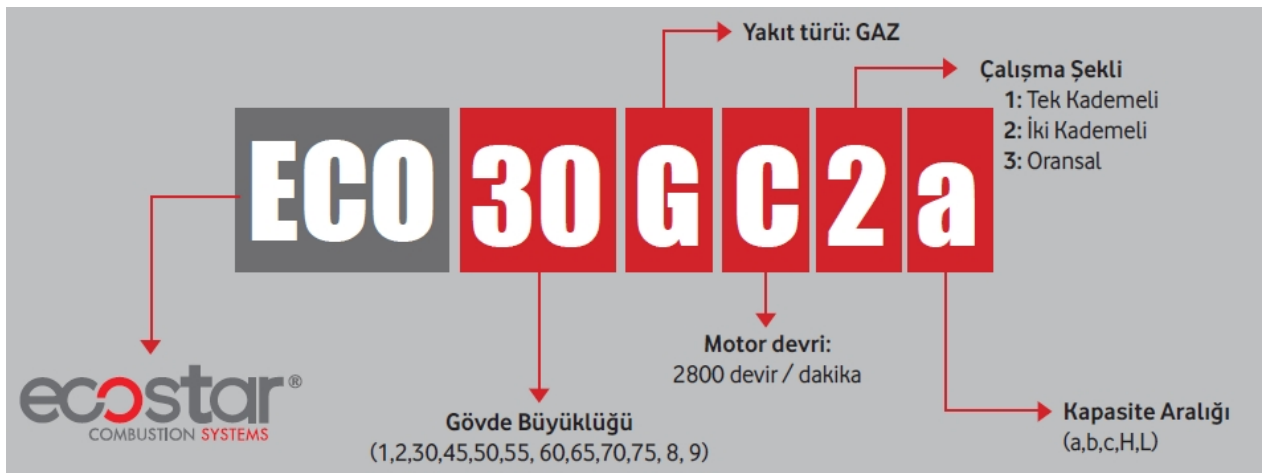 Yakıt türü: GAZ
Çalışma Şekli
1: Tek Kademeli
2: İki Kademeli
3: Oransal
ECO 30 G C 2 a
Motor devri:
2800 devir / dakika
ecostar®
COMBUSTION SYSTEMS
Gövde Büyüklüğü
(1,2,30,45,50,55, 60,65,70,75, 8, 9)
Kapasite Aralığı
(a,b,c,H,L)